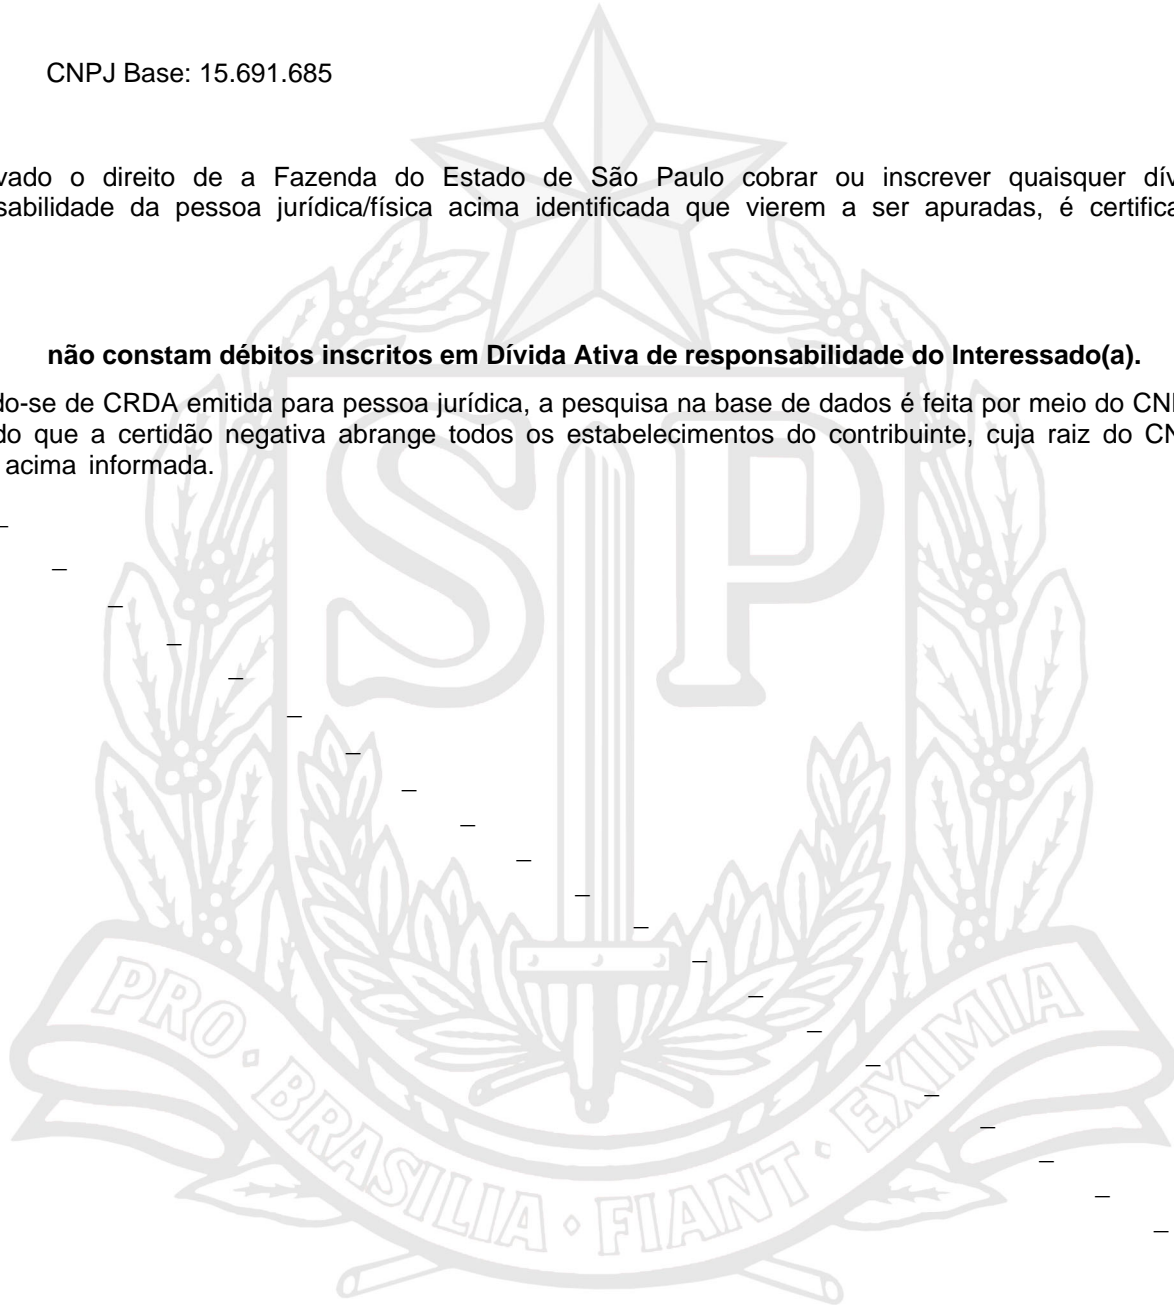 CNPJ Base: 15.691.685
vado o direito de a Fazenda do Estado de São Paulo cobrar ou inscrever quaisquer dív
sabilidade da pessoa jurídica/física acima identificada que vierem a ser apuradas, é certifica
não constam débitos inscritos em Dívida Ativa de responsabilidade do Interessado(a).
do-se de CRDA emitida para pessoa jurídica, a pesquisa na base de dados é feita por meio do CN
do que a certidão negativa abrange todos os estabelecimentos do contribuinte, cuja raiz do CN
acima informada.
SP
PRO • BRASILIA • FIANT • EXIMIA